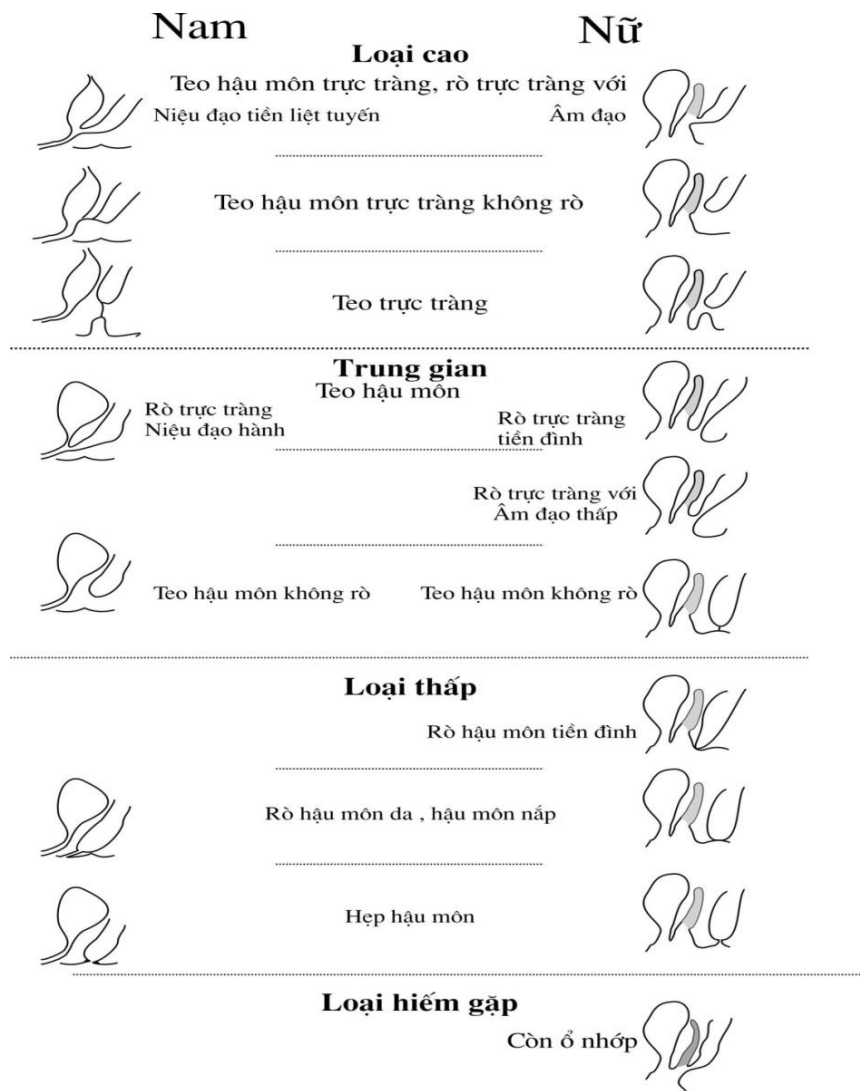 Nam
Nữ
Loại cao
Teo hậu môn trực tràng, rò trực tràng với
Niệu đạo tiền liệt tuyến
Âm đạo
Teo hậu môn trực tràng không rò
Teo trực tràng
Trung gian
Teo hậu môn
Rò trực tràng
Niệu đạo hành
Rò trực tràng
tiền đình
Rò trực tràng với
Âm đạo thấp
Teo hậu môn không rò
Teo hậu môn không rò
Loại thấp
Rò hậu môn tiền đình
Rò hậu môn da , hậu môn nắp
Hẹp hậu môn
Loại hiếm gặp
Còn ổ nhớp